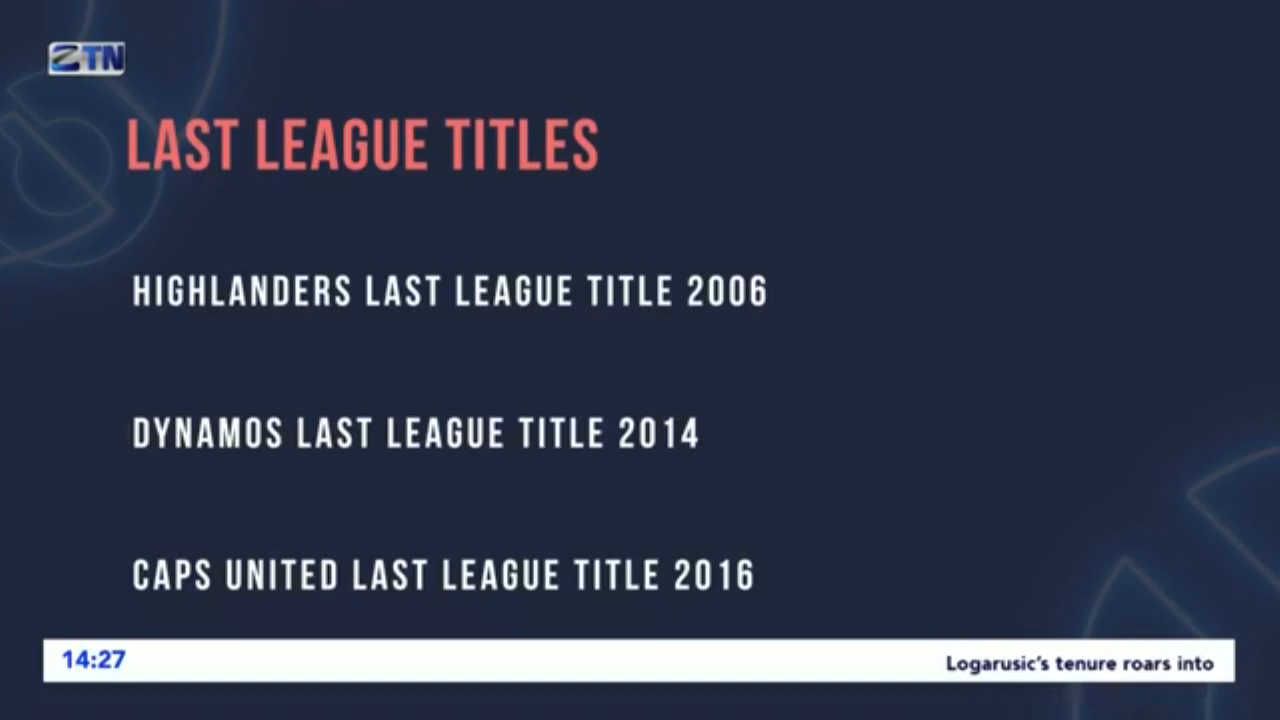 ZTN
LAST LEAGUE TITLES
HIGHLANDERS LAST LEAGUE TITLE 2006
DYNAMOS LAST LEAGUE TITLE 2014
CAPS UNITED LAST LEAGUE TITLE 2016
14:27 Logarusic's tenure roars into